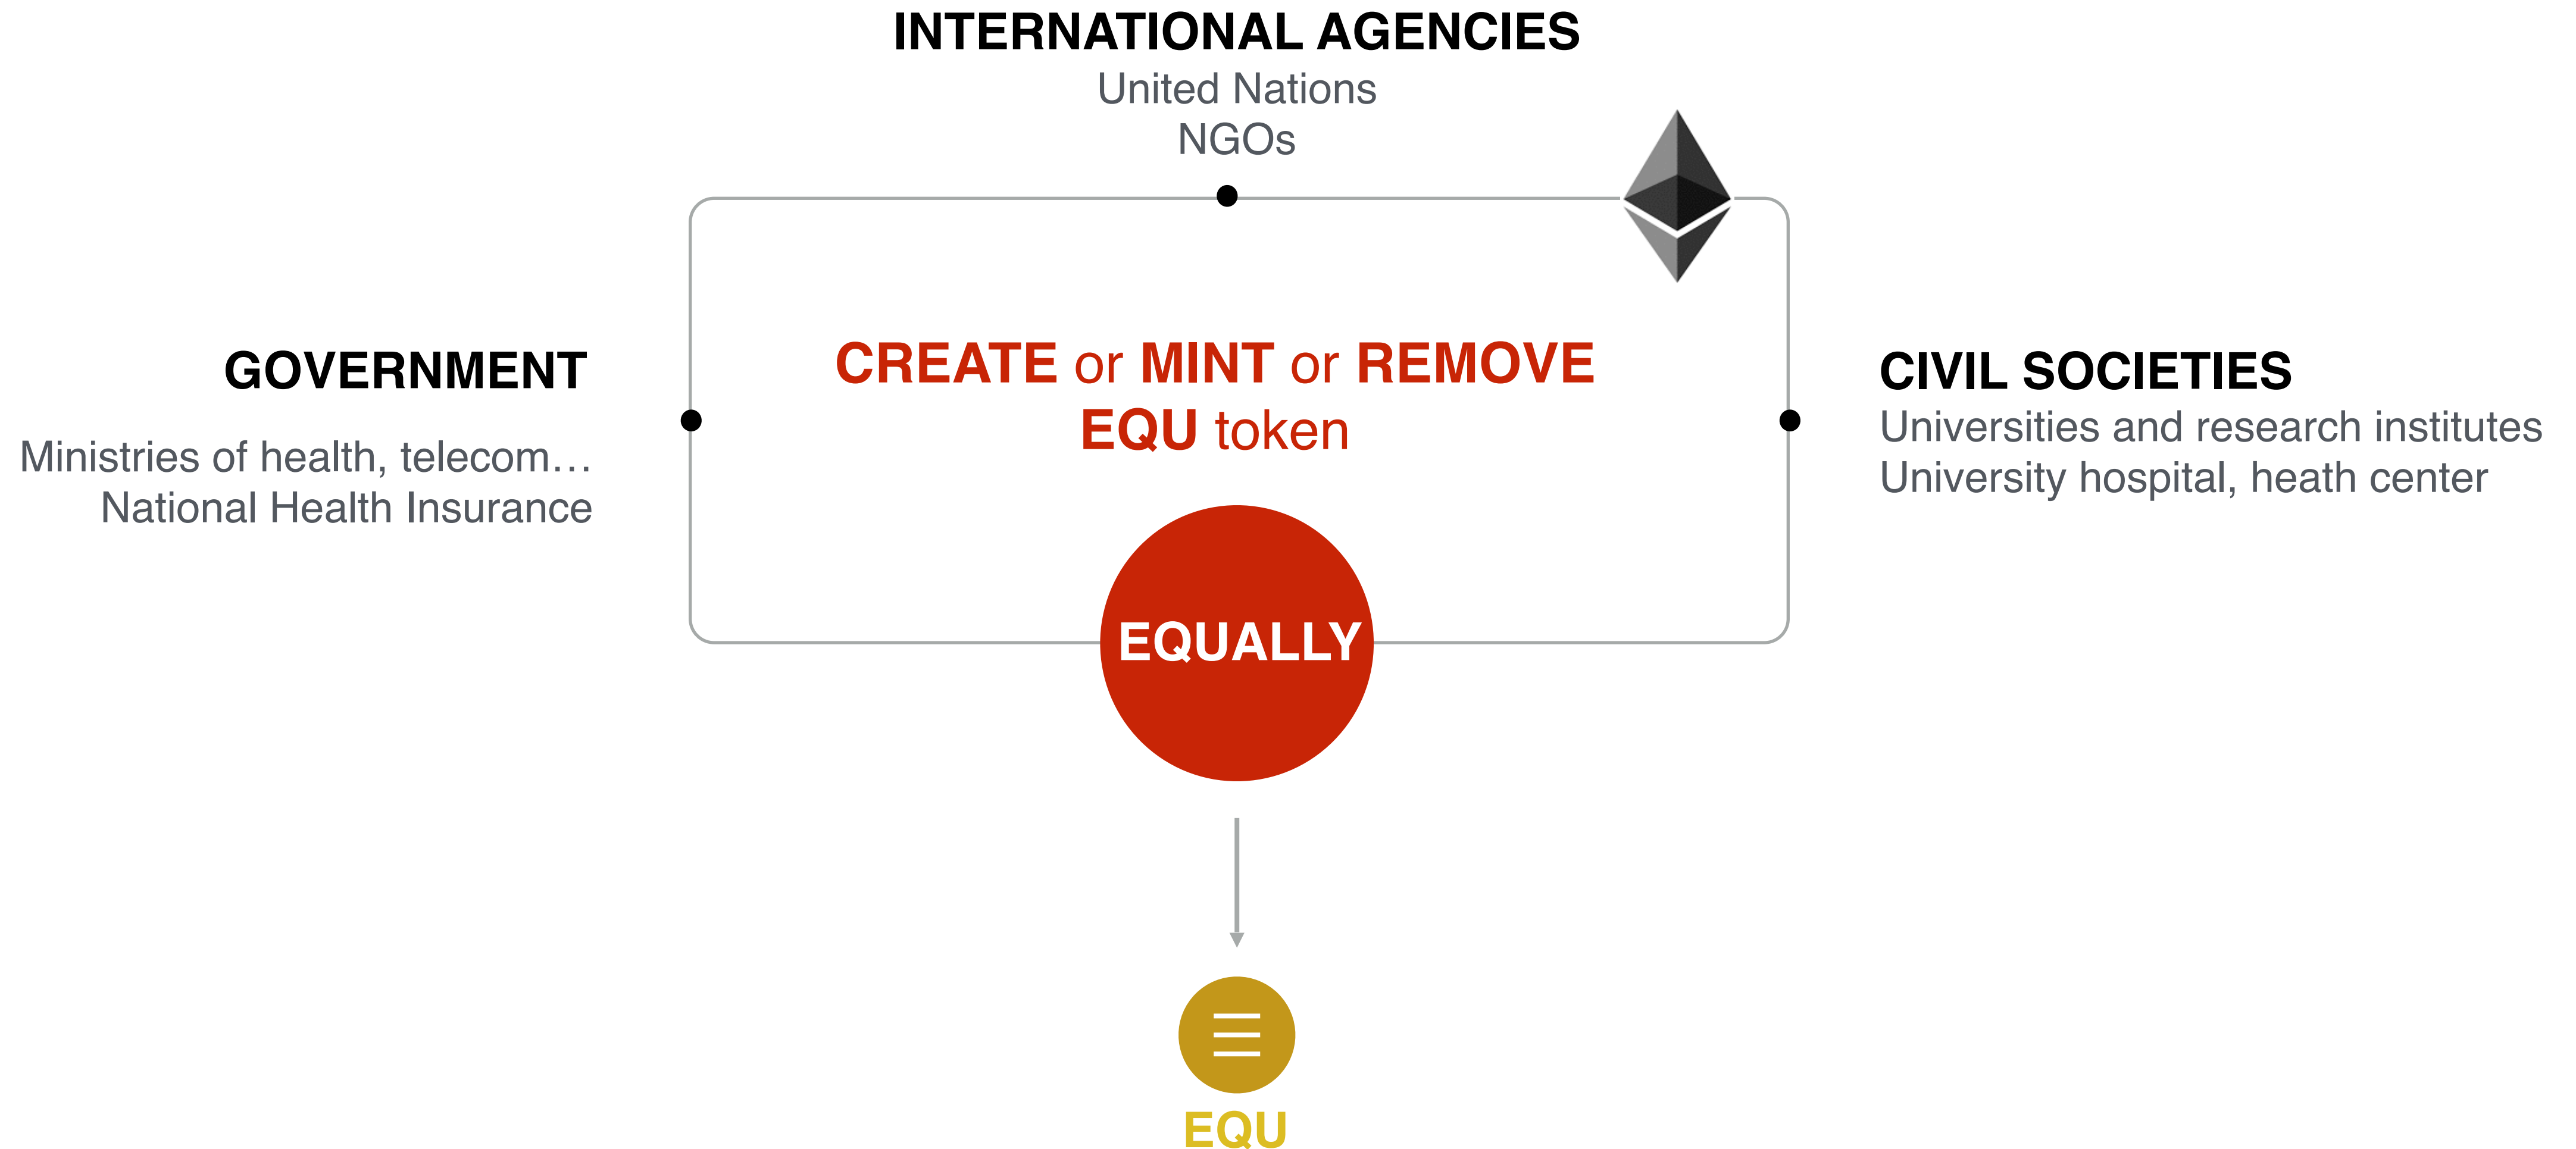 INTERNATIONAL AGENCIES
United Nations
NGOs
GOVERNMENT
Ministries of health, telecom…
National Health Insurance
CREATE or MINT or REMOVE
EQU token
CIVIL SOCIETIES
Universities and research institutes
University hospital, heath center
EQUALLY
EQU